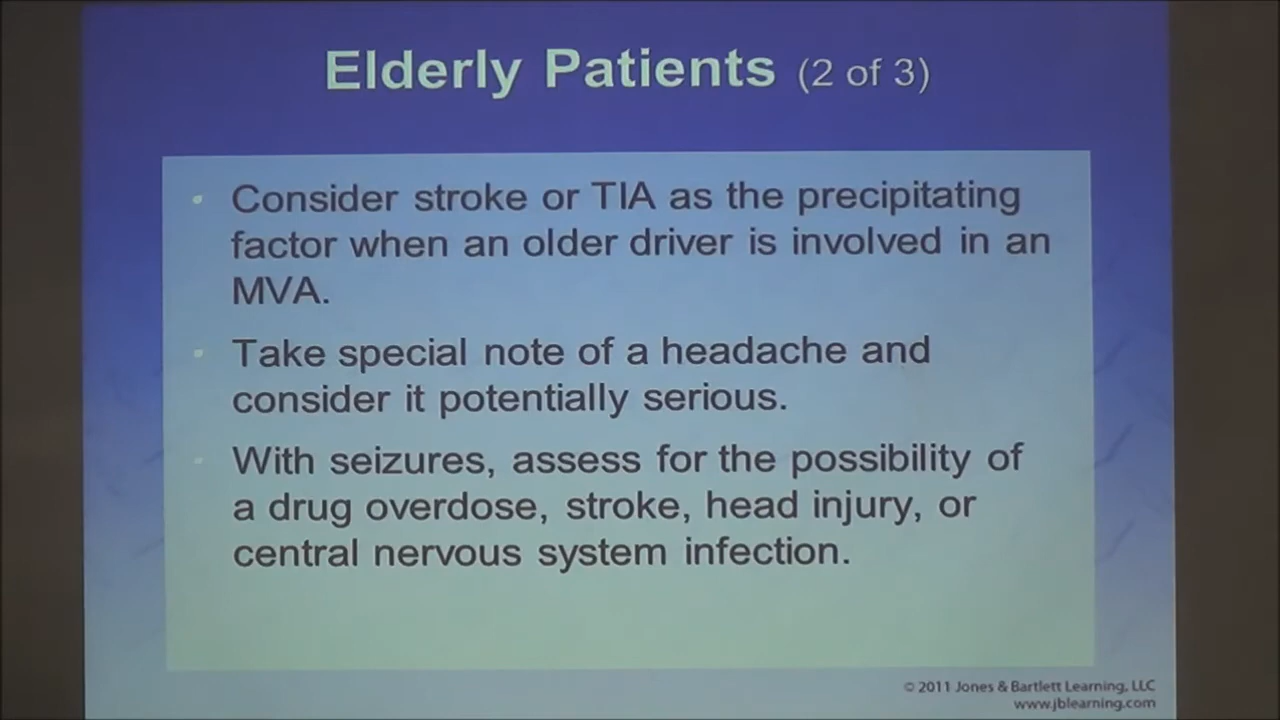 Elderly Patients (2 of 3)
• Consider stroke or TIA as the precipitating
factor when an older driver is involved in an
MVA.
• Take special note of a headache and
consider it potentially serious.
• With seizures, assess for the possibility of
a drug overdose, stroke, head injury, or
central nervous system infection.
© 2011 Jones & Bartlett Learning, LLC
www.jblearning.com